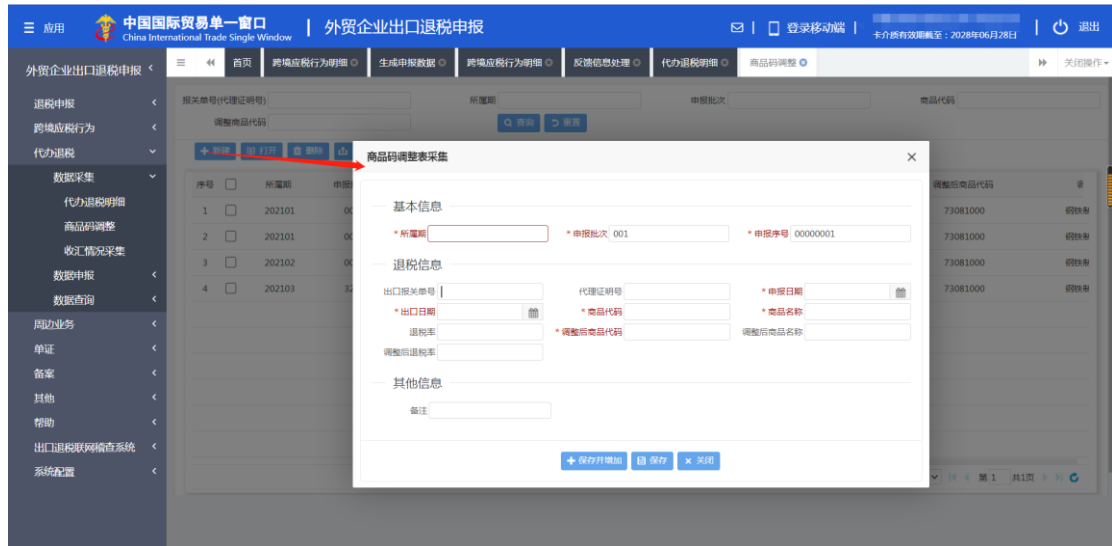 应用 中国国际贸易单一窗口 China International Trade Single Window 外贸企业出口退税申报 登录移动端 卡介质有效期截至：2028年06月28日 退出
外贸企业出口退税申报
首页 跨境应税行为明细 生成申报数据 跨境应税行为明细 反馈信息处理 代办退税明细 商品码调整 关闭操作
退税申报
跨境应税行为
代办退税
数据采集
代办退税明细
商品码调整
收汇情况采集
数据申报
数据查询
周边业务
单证
备案
其他
帮助
出口退税联网稽查系统
系统配置
报关单号(代理证明号) 所属期 申报批次 商品代码
调整商品代码 查询 重置
新建 打开 删除
序号 所属期 调整后商品代码
1 202101 73081000
2 202101 73081000
3 202102 73081000
4 202103 73081000
商品码调整表采集
基本信息
*所属期 *申报批次 001 *申报序号 00000001
退税信息
出口报关单号 代理证明号 *申报日期
*出口日期 *商品代码 *商品名称
退税率 *调整后商品代码 调整后商品名称
调整后退税率
其他信息
备注
保存并增加 保存 关闭
第 1 共1页